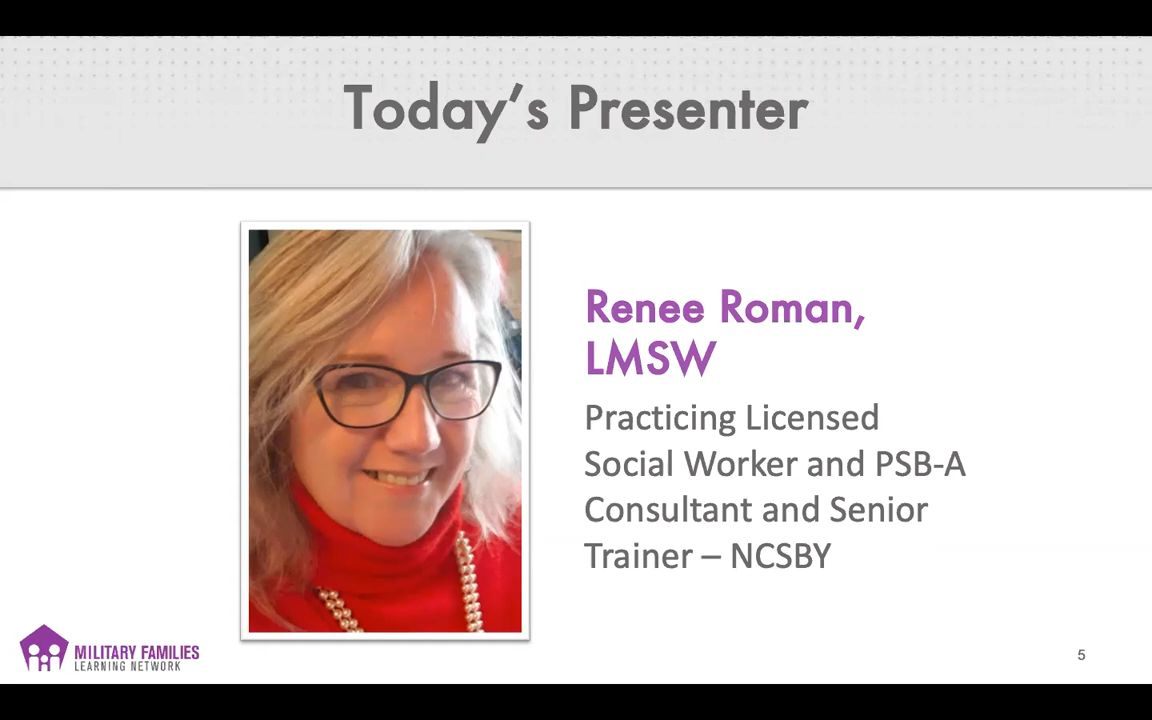 Today's Presenter
Renee Roman,
LMSW
Practicing Licensed
Social Worker and PSB-A
Consultant and Senior
Trainer – NCSBY
MILITARY FAMILIES
LEARNING NETWORK
5